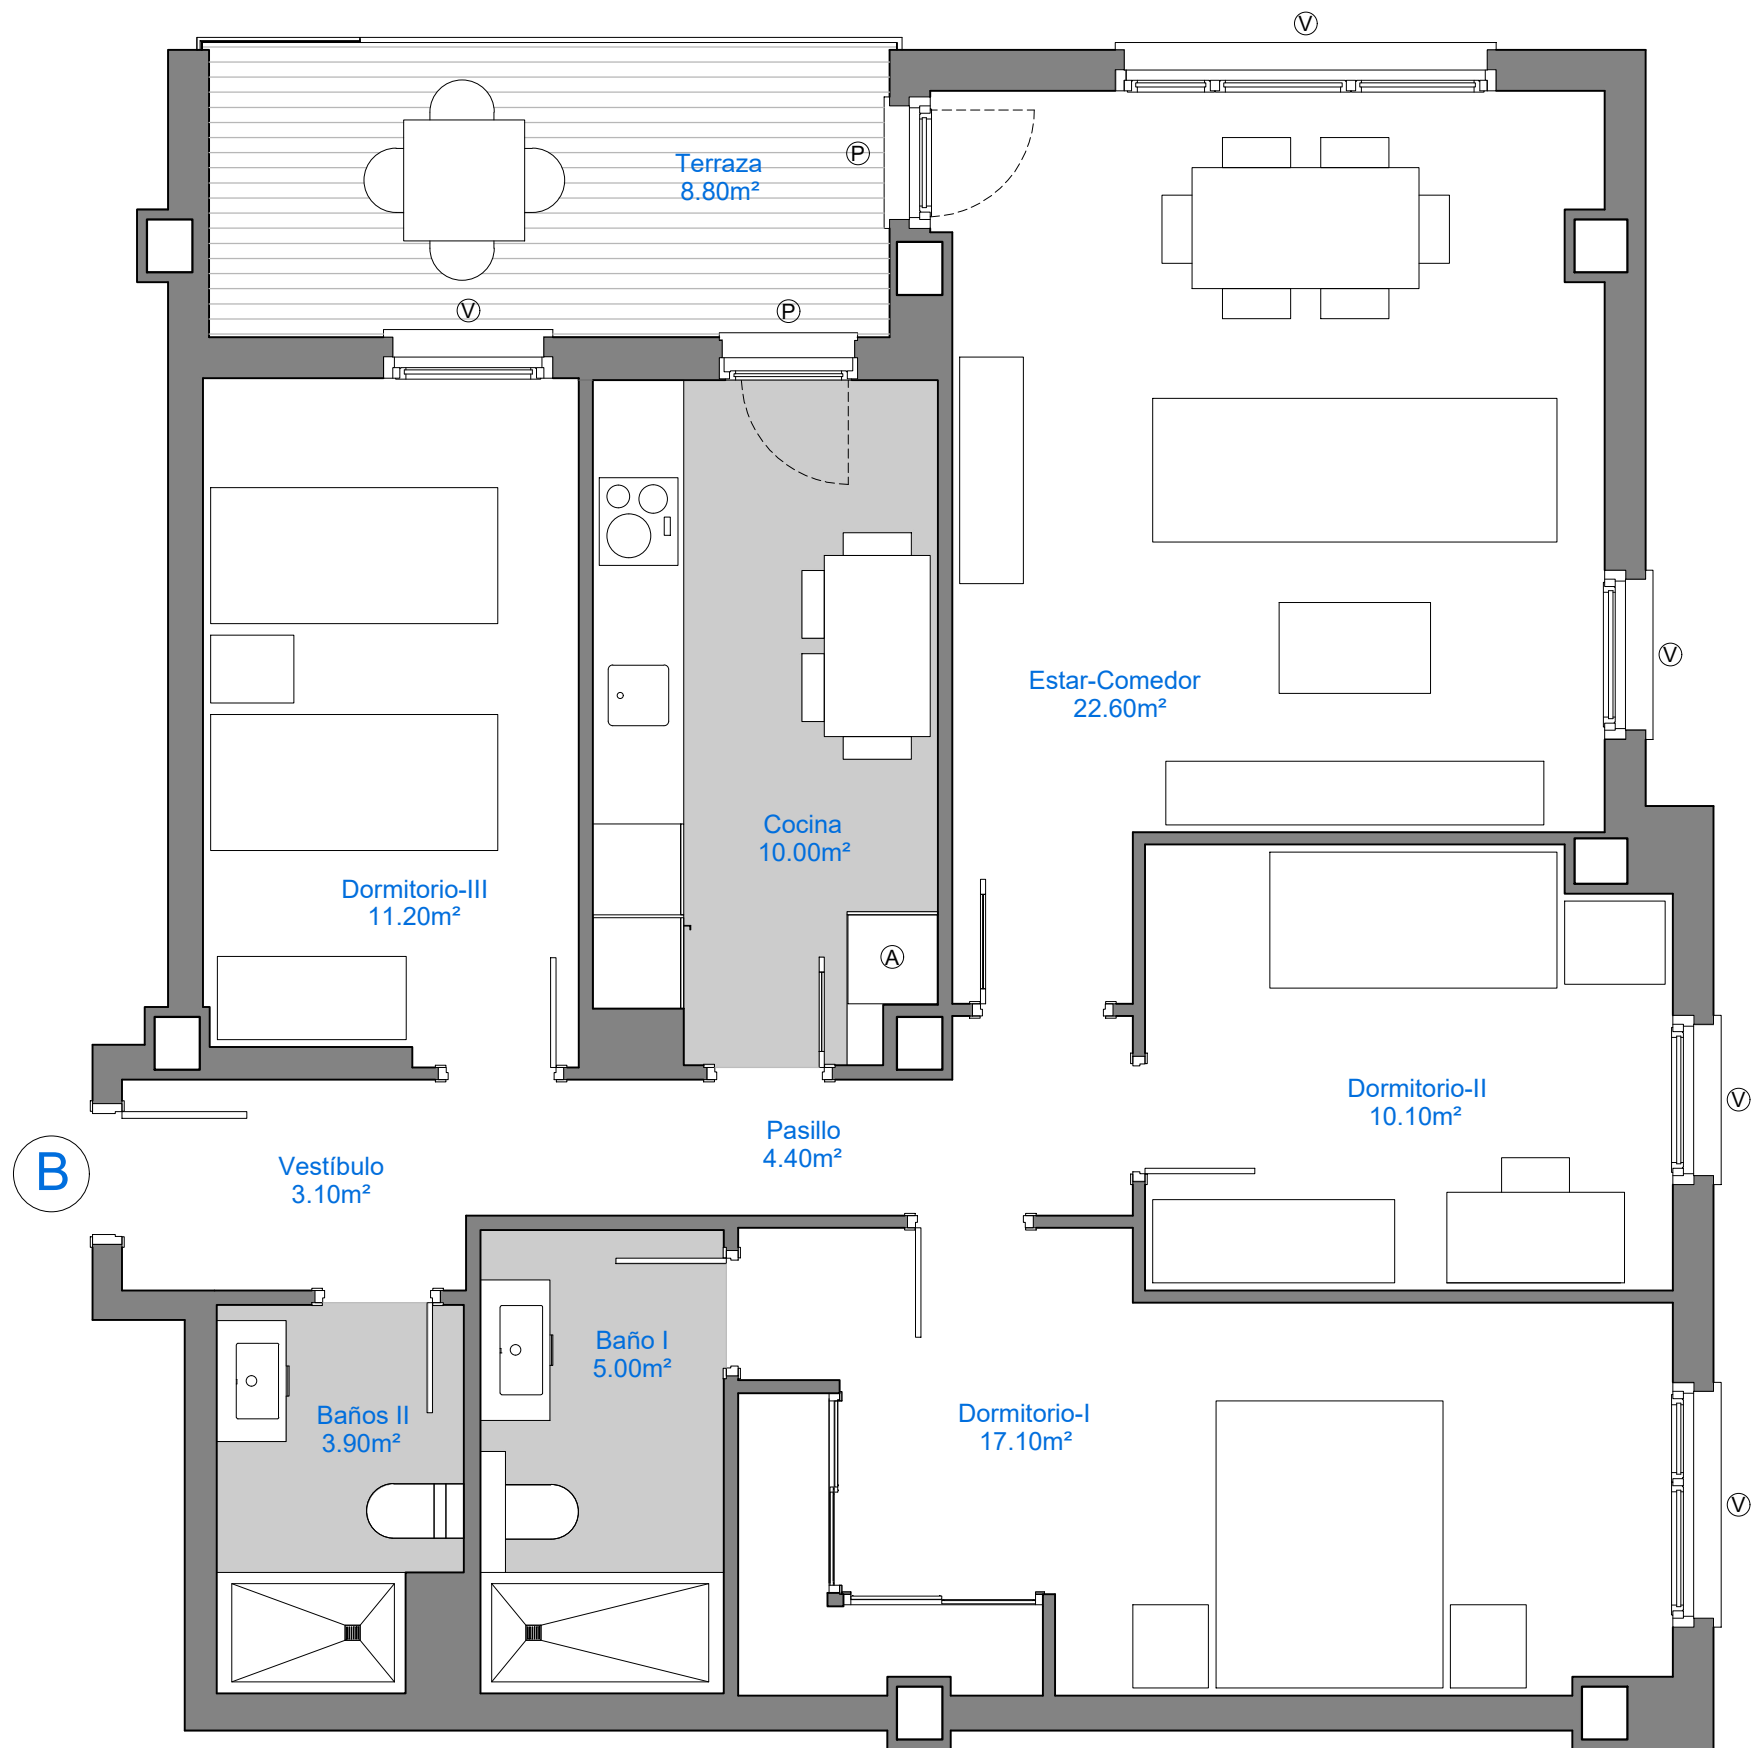 V
Terraza
8.80m²
P
V
P
Estar-Comedor
22.60m²
V
Cocina
10.00m²
Dormitorio-III
11.20m²
A
Dormitorio-II
10.10m²
V
Pasillo
4.40m²
B
Vestíbulo
3.10m²
Baño I
5.00m²
Baños II
3.90m²
Dormitorio-I
17.10m²
V